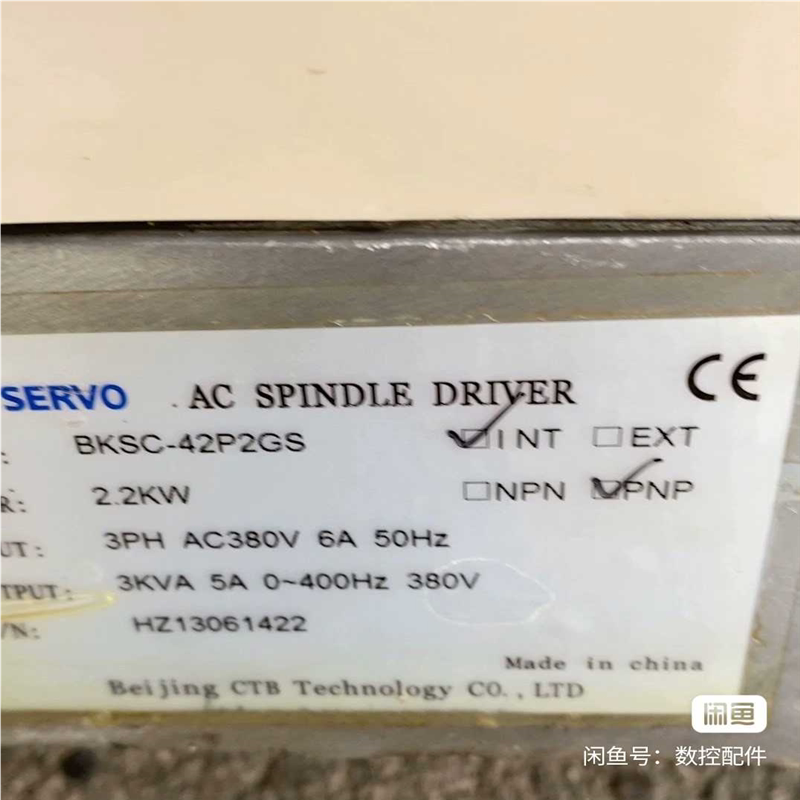 SERVO AC SPINDLE DRIVER CE
: BKSC-42P2GS ☑INT ☐EXT
R: 2.2KW ☐NPN ☑PNP
UT: 3PH AC380V 6A 50Hz
TPUT: 3KVA 5A 0~400Hz 380V
/N: HZ13061422
Made in china
Beijing CTB Technology CO., LTD
闲鱼
闲鱼号：数控配件